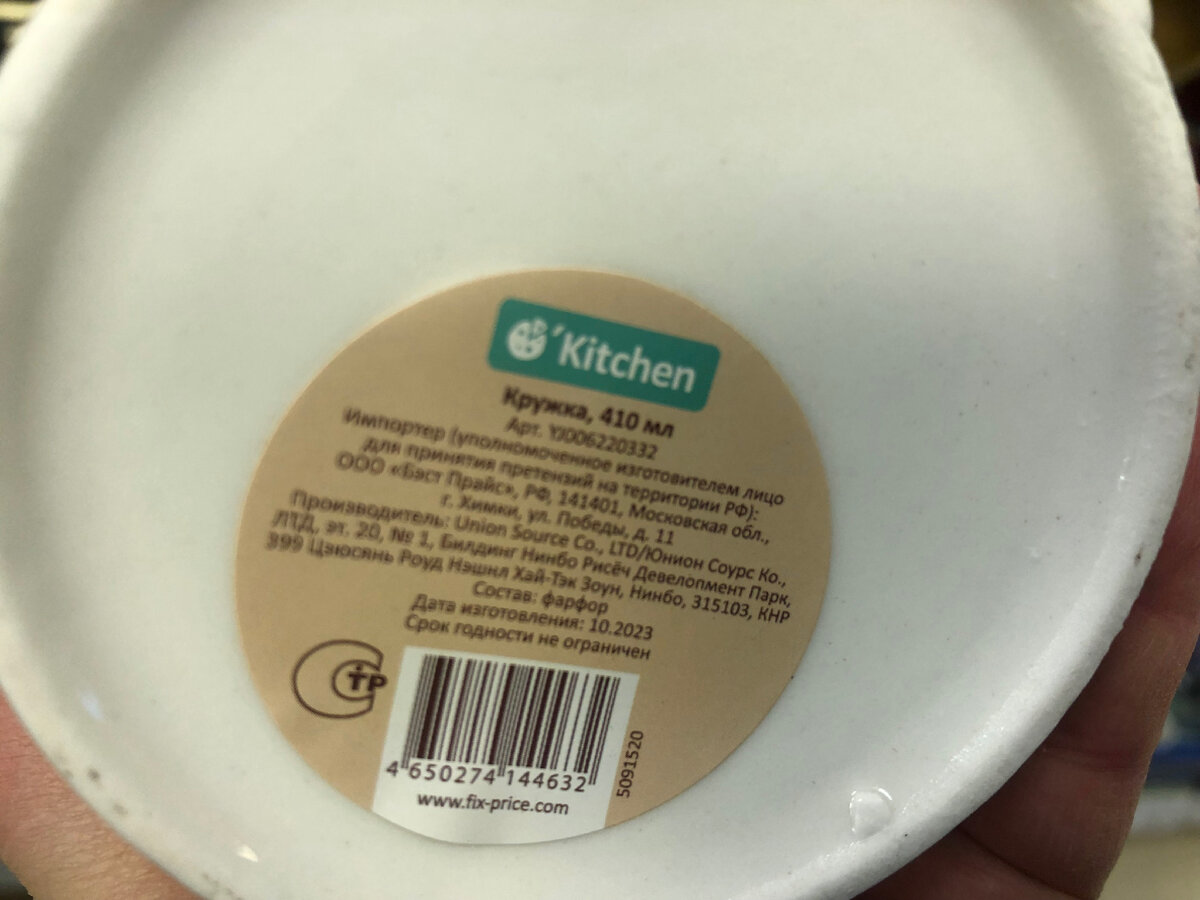 'Kitchen
Кружка, 410 мл
Арт. YJ006220332
Импортер (уполномоченное изготовителем лицо
для принятия претензий на территории РФ):
ООО «Бэст Прайс», РФ, 141401, Московская обл.,
г. Химки, ул. Победы, д. 11
Производитель: Union Source Co., LTD/Юнион Соурс Ко.,
ЛТД, эт. 20, № 1, Билдинг Нинбо Рисёч Девелопмент Парк,
399 Цзюсянь Роуд Нэшнл Хай-Тэк Зоун, Нинбо, 315103, КНР
Состав: фарфор
Дата изготовления: 10.2023
Срок годности не ограничен
СТР
4 650274 144632
www.fix-price.com
5091520